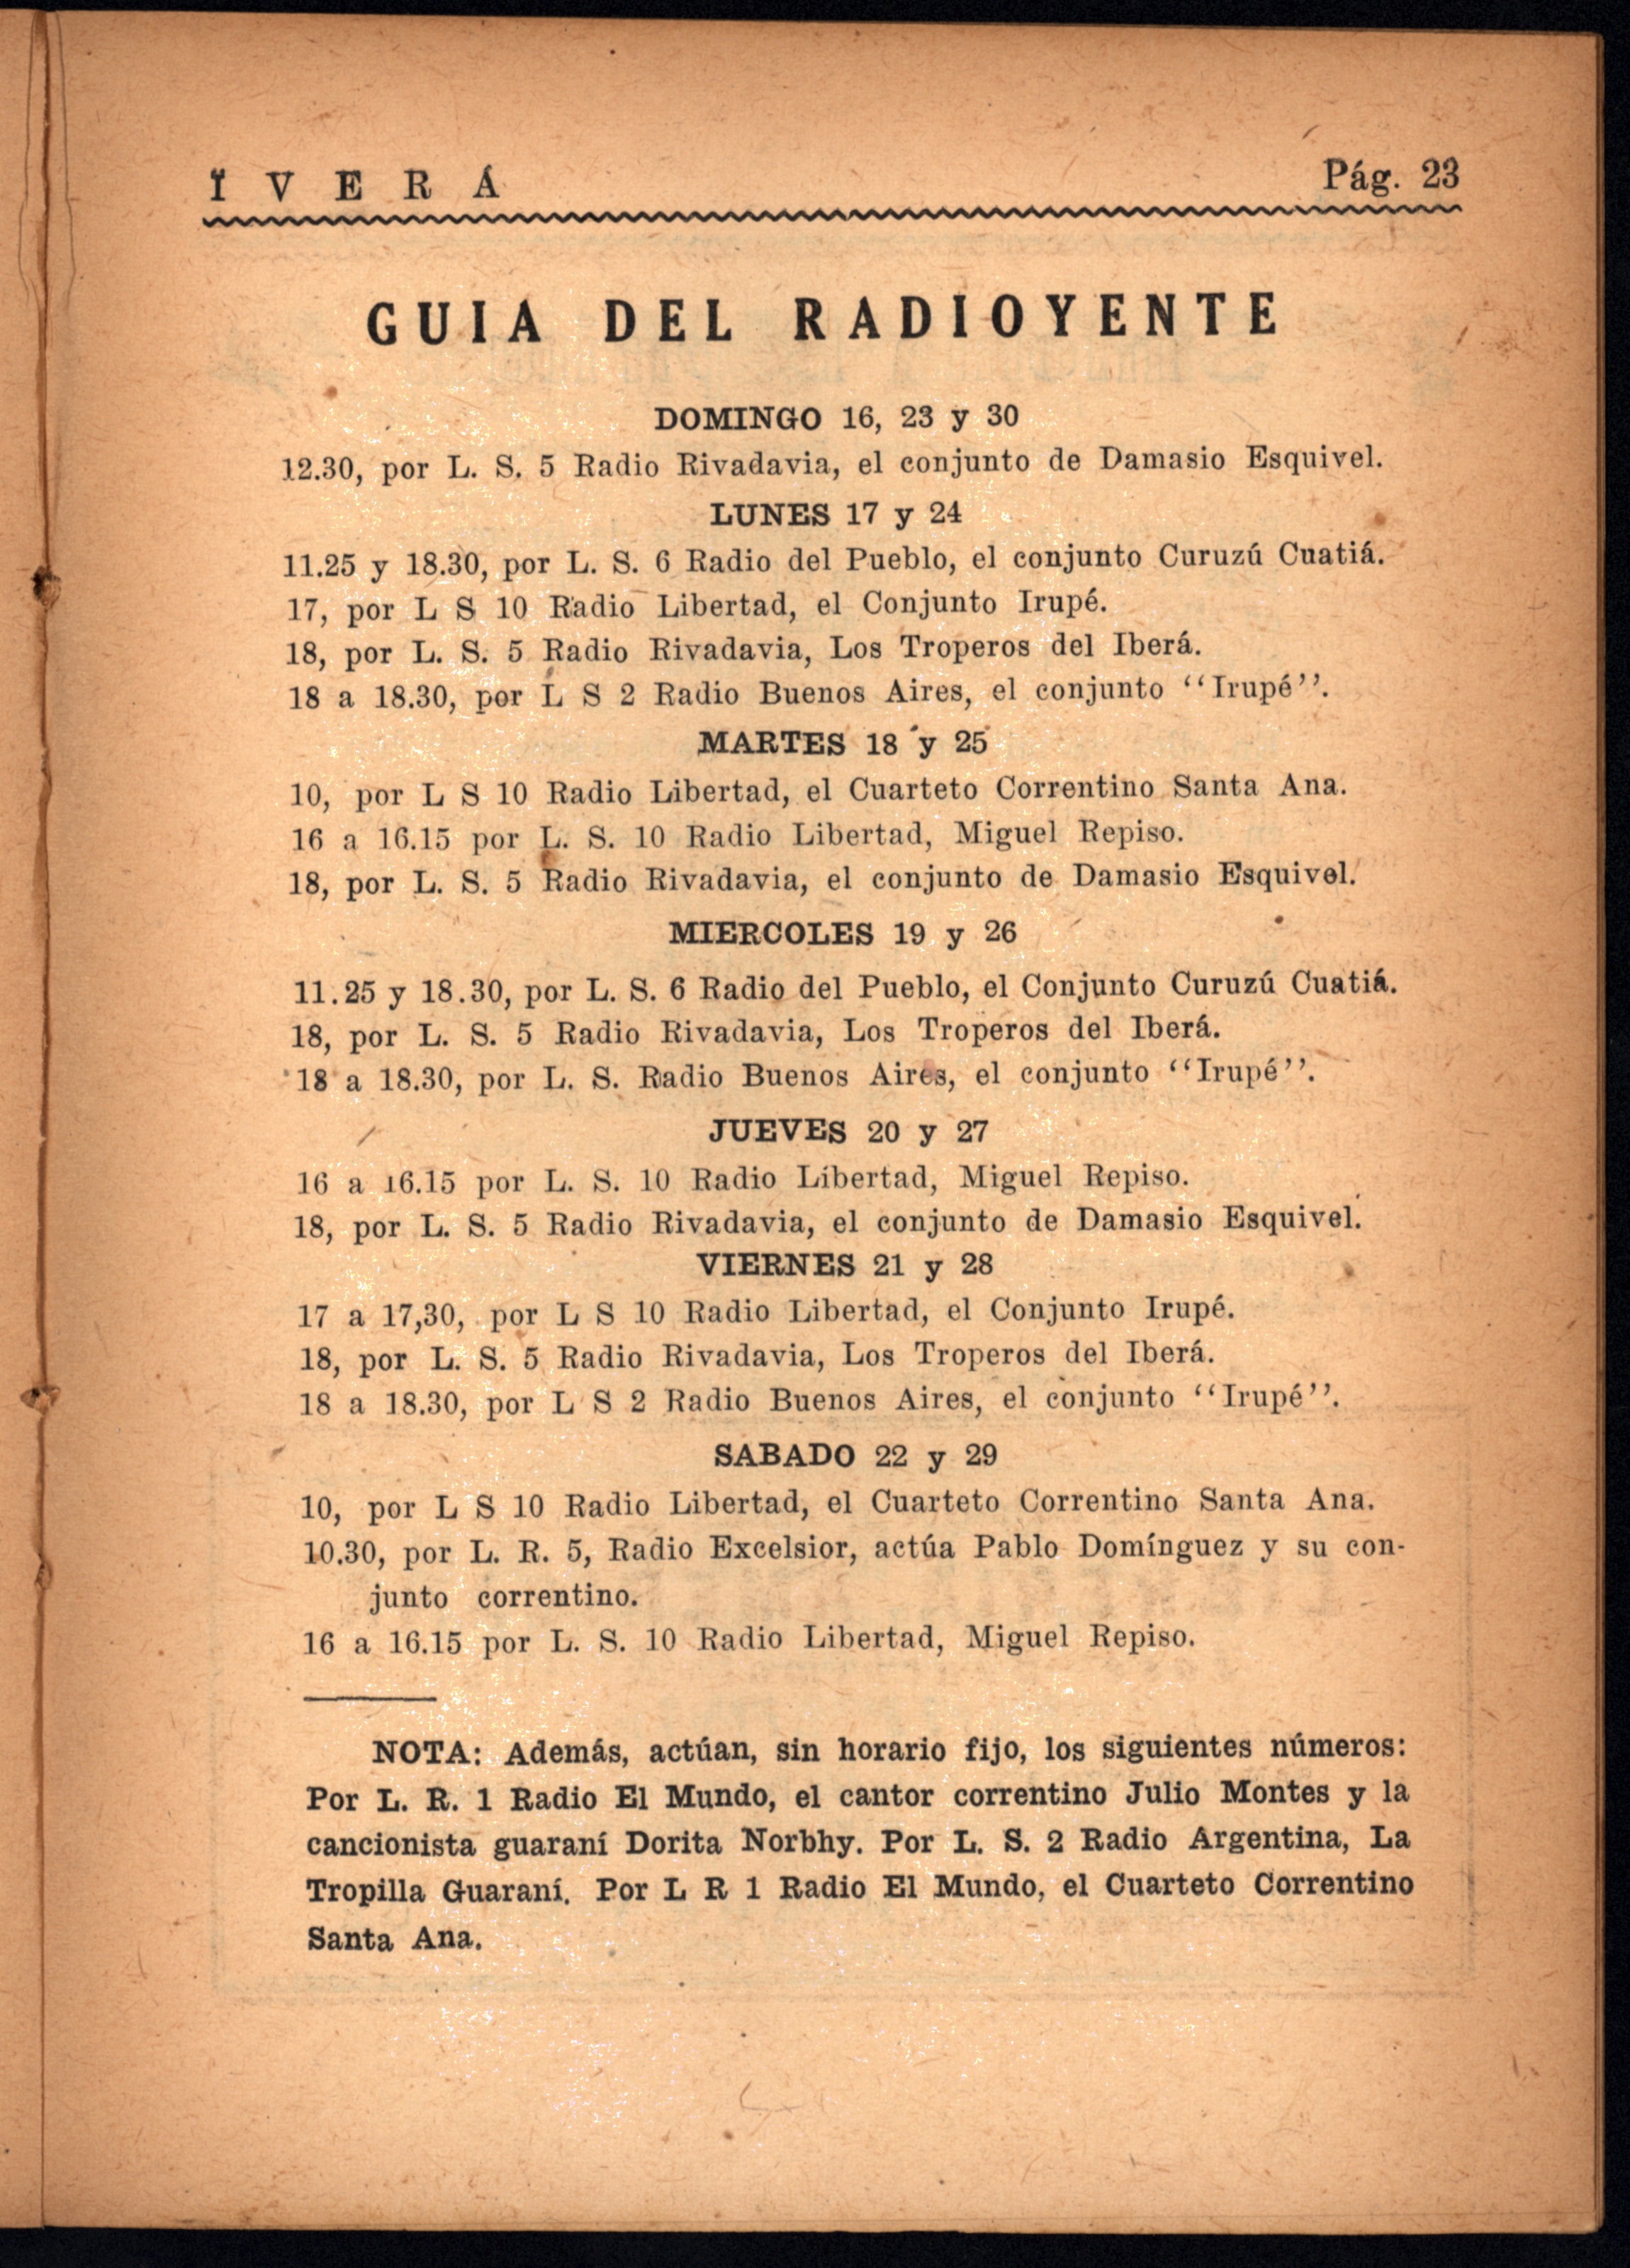 Ï V E R Á
Pág. 23
GUIA DEL RADIOYENTE
DOMINGO 16, 23 y 30
12.30, por L. S. 5 Radio Rivadavia, el conjunto de Damasio Esquivel.
LUNES 17 y 24
11.25 y 18.30, por L. S. 6 Radio del Pueblo, el conjunto Curuzú Cuatiá.
17, por L S 10 Radio Libertad, el Conjunto Irupé.
18, por L. S. 5 Radio Rivadavia, Los Troperos del Iberá.
18 a 18.30, por L S 2 Radio Buenos Aires, el conjunto ‘‘Irupé’’.
MARTES 18 y 25
10, por L S 10 Radio Libertad, el Cuarteto Correntino Santa Ana.
16 a 16.15 por L. S. 10 Radio Libertad, Miguel Repiso.
18, por L. S. 5 Radio Rivadavia, el conjunto de Damasio Esquivel.
MIERCOLES 19 y 26
11.25 y 18.30, por L. S. 6 Radio del Pueblo, el Conjunto Curuzú Cuatiá.
18, por L. S. 5 Radio Rivadavia, Los Troperos del Iberá.
18 a 18.30, por L. S. Radio Buenos Aires, el conjunto ‘‘Irupé’’.
JUEVES 20 y 27
16 a 16.15 por L. S. 10 Radio Libertad, Miguel Repiso.
18, por L. S. 5 Radio Rivadavia, el conjunto de Damasio Esquivel.
VIERNES 21 y 28
17 a 17,30, por L S 10 Radio Libertad, el Conjunto Irupé.
18, por L. S. 5 Radio Rivadavia, Los Troperos del Iberá.
18 a 18.30, por L S 2 Radio Buenos Aires, el conjunto ‘‘Irupé’’.
SABADO 22 y 29
10, por L S 10 Radio Libertad, el Cuarteto Correntino Santa Ana.
10.30, por L. R. 5, Radio Excelsior, actúa Pablo Domínguez y su con-
junto correntino.
16 a 16.15 por L. S. 10 Radio Libertad, Miguel Repiso.
NOTA: Además, actúan, sin horario fijo, los siguientes números:
Por L. R. 1 Radio El Mundo, el cantor correntino Julio Montes y la
cancionista guaraní Dorita Norbhy. Por L. S. 2 Radio Argentina, La
Tropilla Guaraní. Por L R 1 Radio El Mundo, el Cuarteto Correntino
Santa Ana.